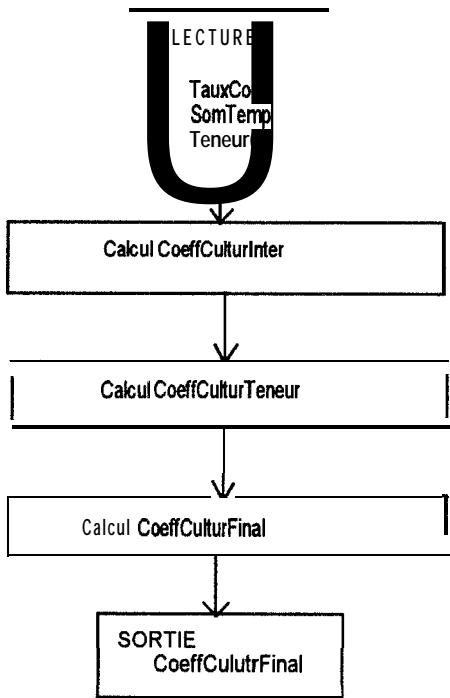 LECTURE
TauxCo
SomTemp
Teneur
Calcul CoeffCulturInter
Calcul CoeffCulturTeneur
Calcul CoeffCulturFinal
SORTIE
CoeffCulutrFinal